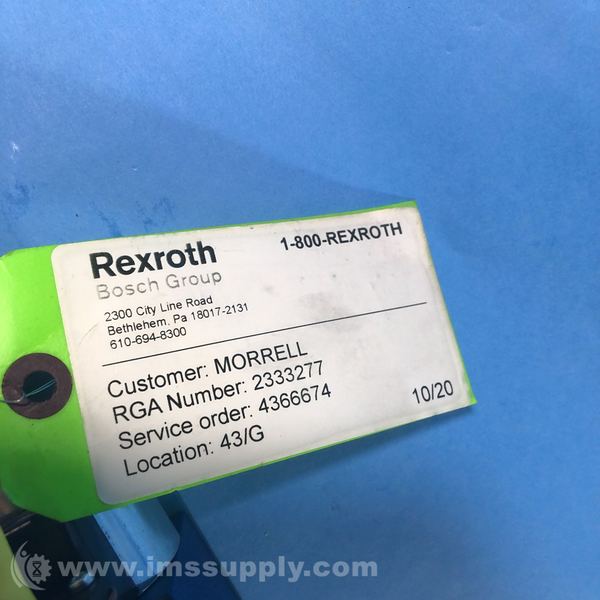 Rexroth
Bosch Group
1-800-REXROTH
2300 City Line Road
Bethlehem, Pa 18017-2131
610-694-8300
Customer: MORRELL
RGA Number: 2333277
Service order: 4366674
Location: 43/G
10/20
www.imssupply.com